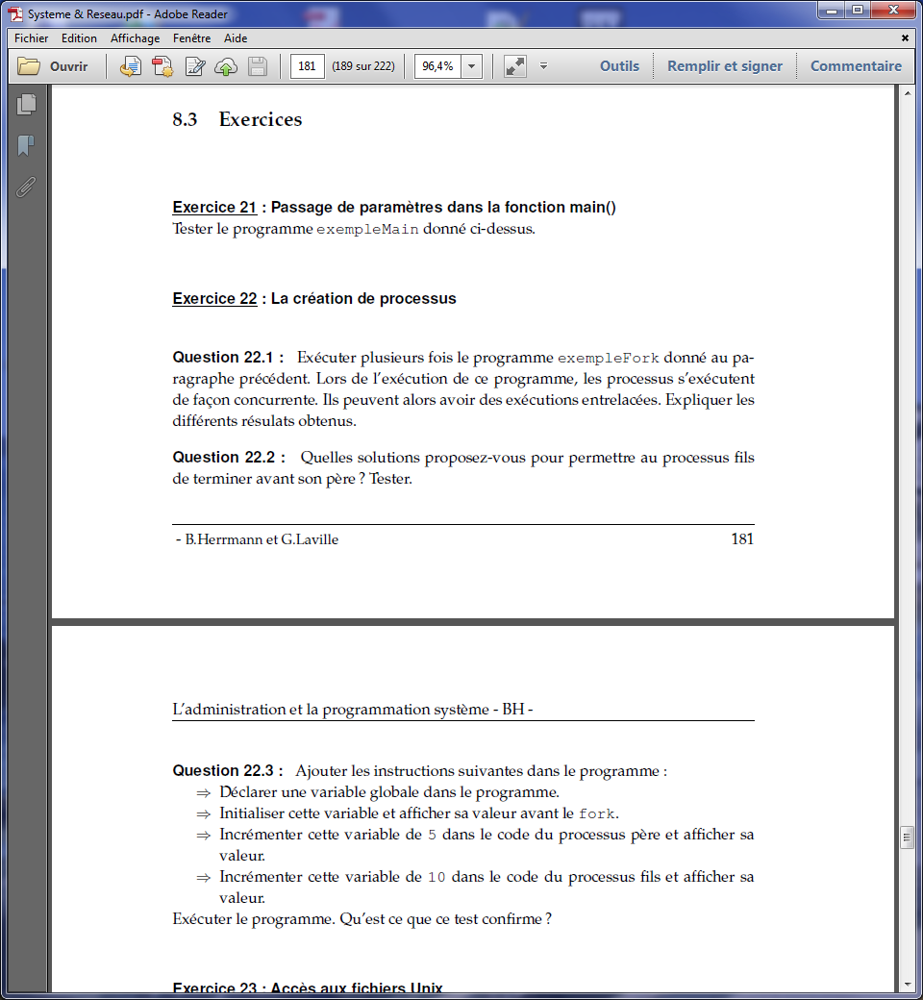 Systeme & Reseau.pdf - Adobe Reader
Fichier Edition Affichage Fenêtre Aide
Ouvrir 181 (189 sur 222) 96,4% Outils Remplir et signer Commentaire
8.3 Exercices
Exercice 21 : Passage de paramètres dans la fonction main()
Tester le programme exempleMain donné ci-dessus.
Exercice 22 : La création de processus
Question 22.1 : Exécuter plusieurs fois le programme exempleFork donné au pa-
ragraphe précédent. Lors de l'exécution de ce programme, les processus s'exécutent
de façon concurrente. Ils peuvent alors avoir des exécutions entrelacées. Expliquer les
différents résulats obtenus.
Question 22.2 : Quelles solutions proposez-vous pour permettre au processus fils
de terminer avant son père ? Tester.
- B.Herrmann et G.Laville 181
L'administration et la programmation système - BH -
Question 22.3 : Ajouter les instructions suivantes dans le programme :
⇒ Déclarer une variable globale dans le programme.
⇒ Initialiser cette variable et afficher sa valeur avant le fork.
⇒ Incrémenter cette variable de 5 dans le code du processus père et afficher sa
valeur.
⇒ Incrémenter cette variable de 10 dans le code du processus fils et afficher sa
valeur.
Exécuter le programme. Qu'est ce que ce test confirme ?
Exercice 23 : Accès aux fichiers Unix